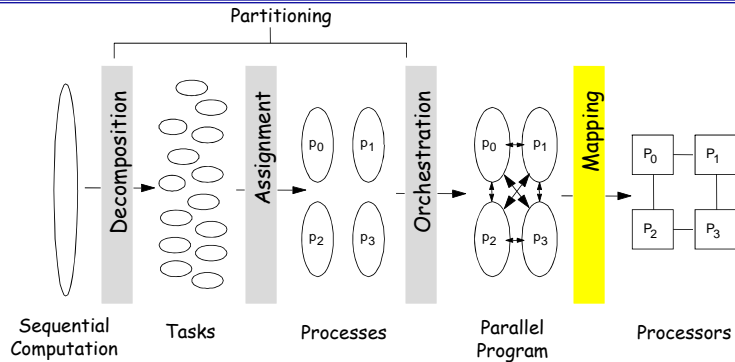 Partitioning
Decomposition
Assignment
Orchestration
Mapping
p0
p1
p2
p3
p0
p1
p2
p3
P0
P1
P2
P3
Sequential
Computation
Tasks
Processes
Parallel
Program
Processors